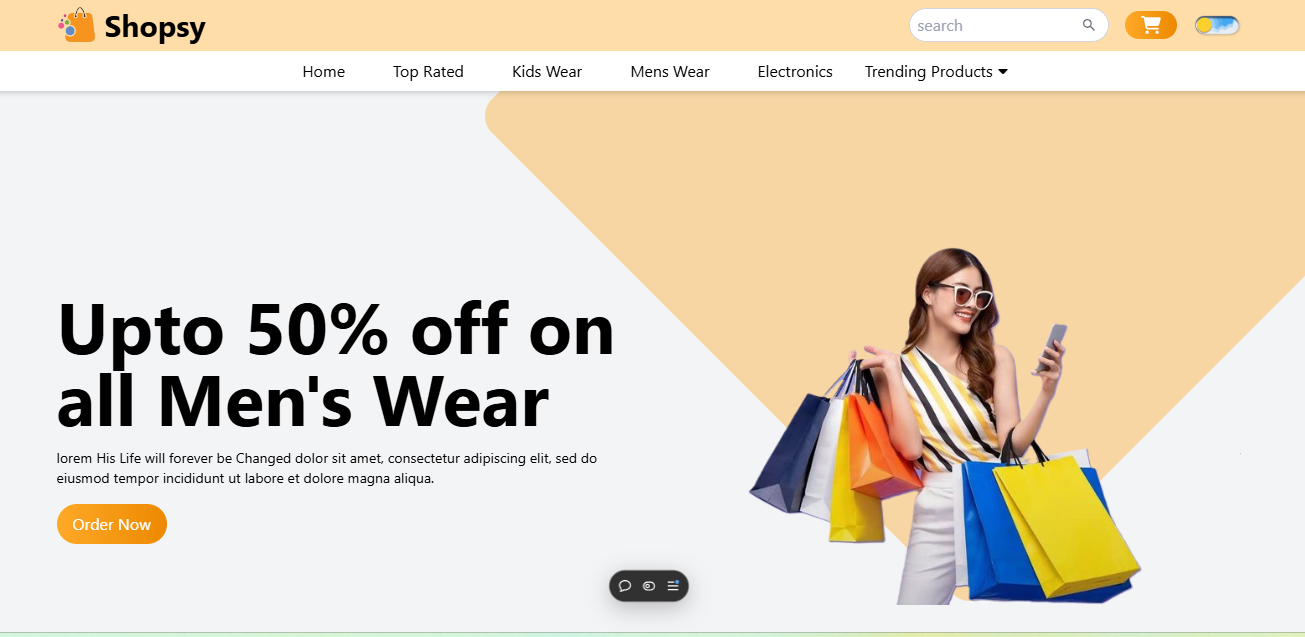 Shopsy
search
Home
Top Rated
Kids Wear
Mens Wear
Electronics
Trending Products
Upto 50% off on
all Men's Wear
lorem His Life will forever be Changed dolor sit amet, consectetur adipiscing elit, sed do
eiusmod tempor incididunt ut labore et dolore magna aliqua.
Order Now